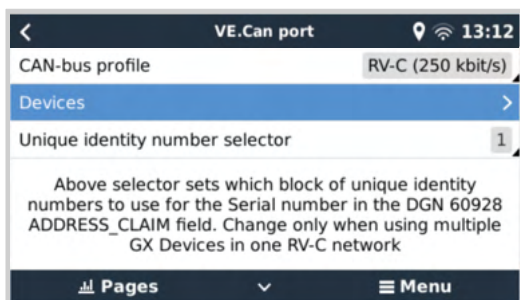 VE.Can port
13:12
CAN-bus profile
RV-C (250 kbit/s)
Devices
Unique identity number selector
1
Above selector sets which block of unique identity
numbers to use for the Serial number in the DGN 60928
ADDRESS_CLAIM field. Change only when using multiple
GX Devices in one RV-C network
Pages
Menu